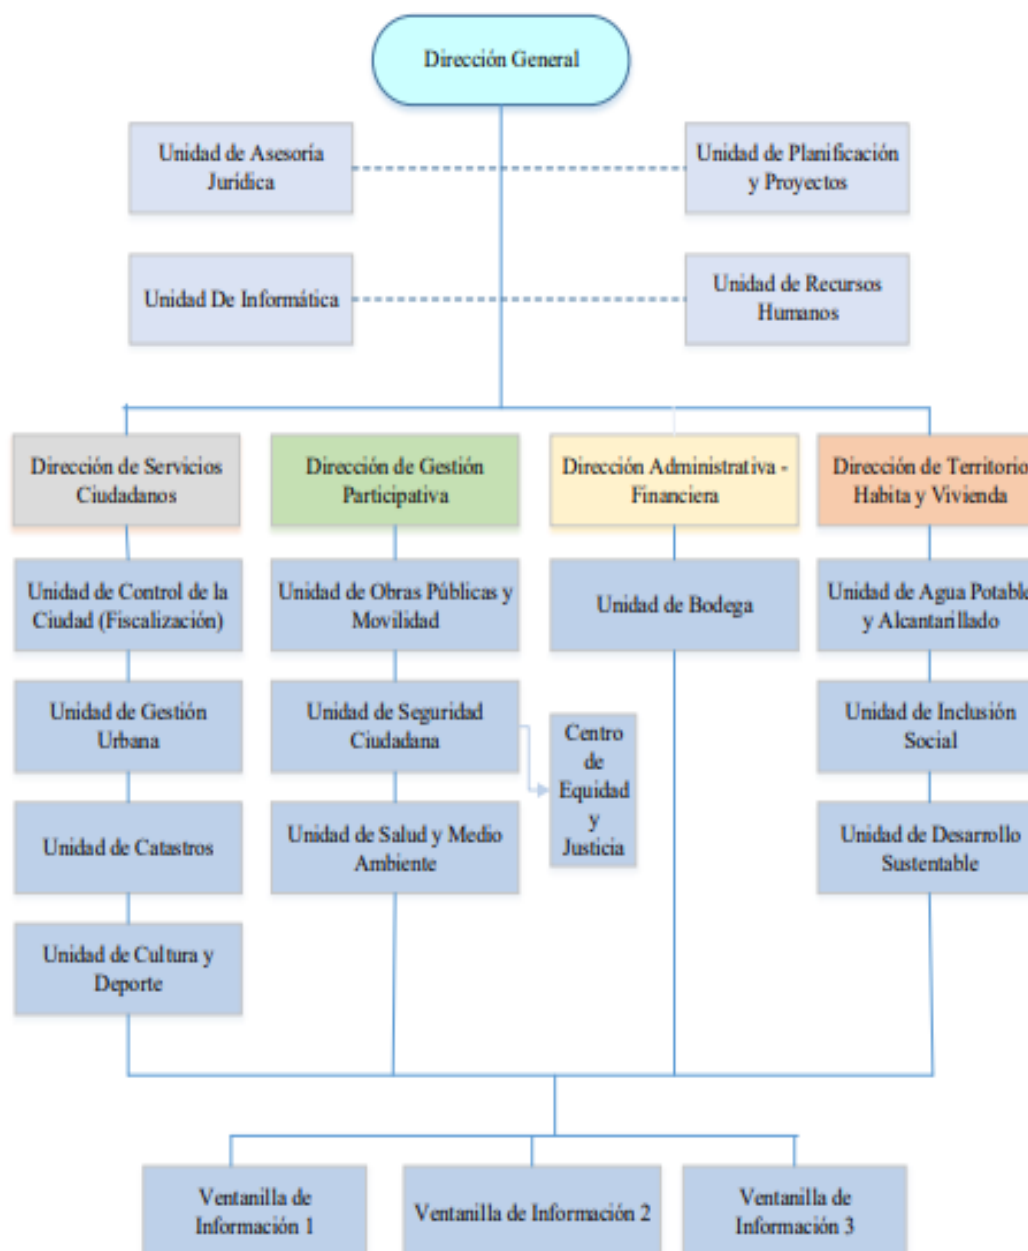 Dirección General
Unidad de Asesoría
Jurídica
Unidad de Planificación
y Proyectos
Unidad De Informática
Unidad de Recursos
Humanos
Dirección de Servicios
Ciudadanos
Dirección de Gestión
Participativa
Dirección Administrativa -
Financiera
Dirección de Territorio
Habita y Vivienda
Unidad de Control de la
Ciudad (Fiscalización)
Unidad de Obras Públicas y
Movilidad
Unidad de Bodega
Unidad de Agua Potable
y Alcantarillado
Unidad de Gestión
Urbana
Unidad de Seguridad
Ciudadana
Centro
de
Equidad
y
Justicia
Unidad de Inclusión
Social
Unidad de Catastros
Unidad de Salud y Medio
Ambiente
Unidad de Desarrollo
Sustentable
Unidad de Cultura y
Deporte
Ventanilla de
Información 1
Ventanilla de Información 2
Ventanilla de
Información 3